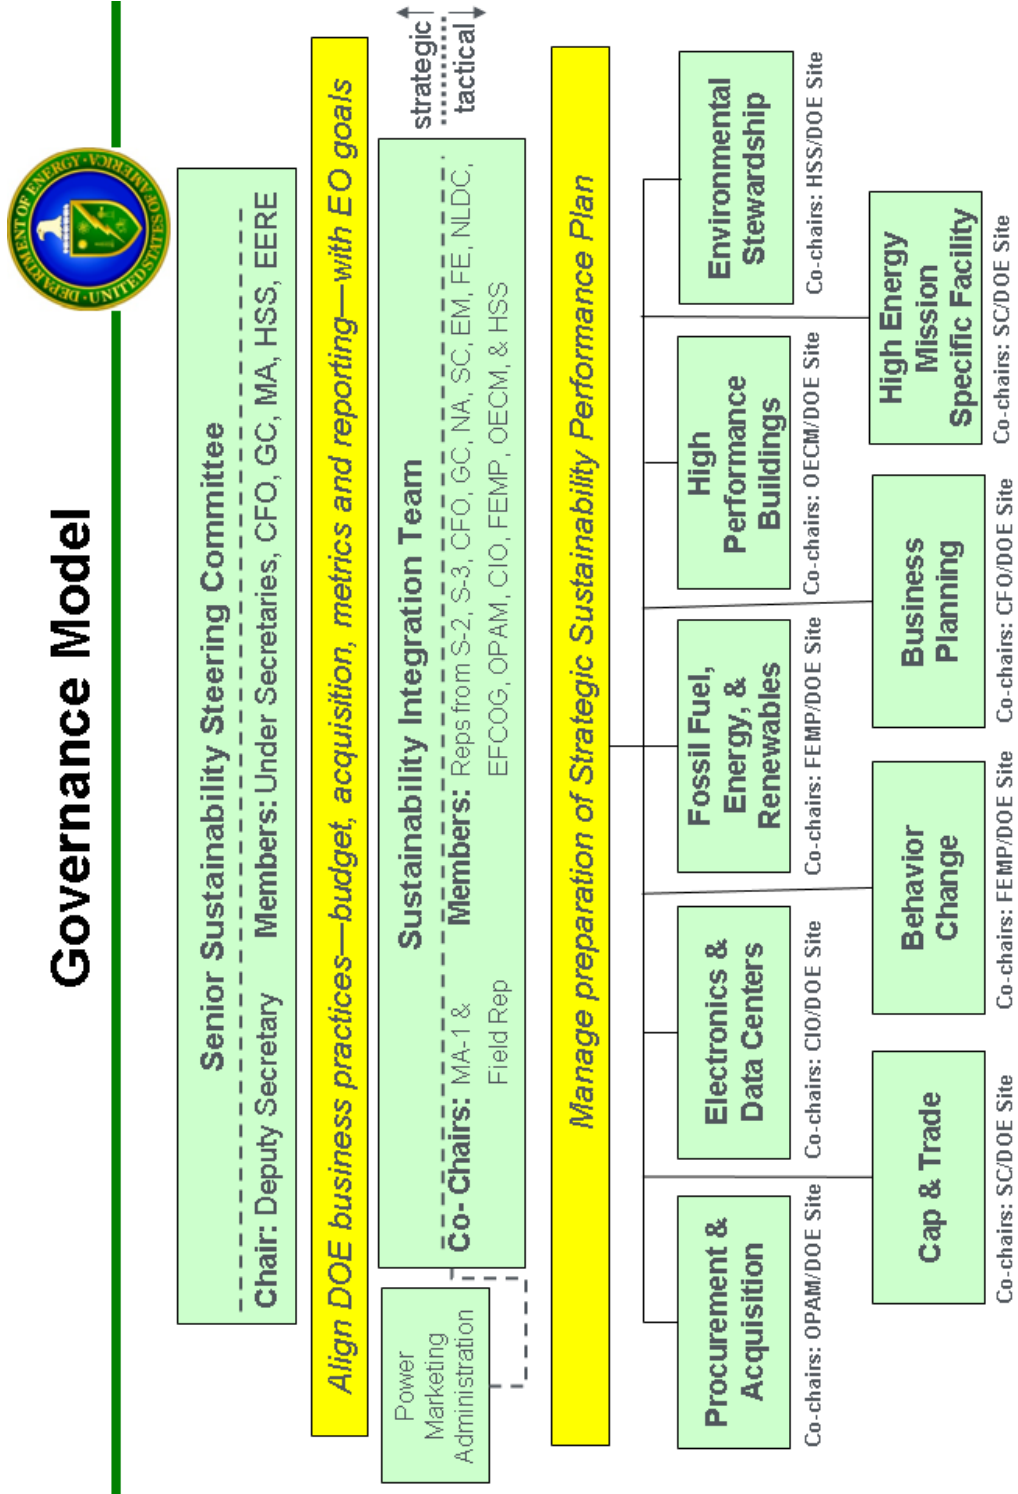 Governance Model
DEPARTMENT OF ENERGY
UNITED STATES OF AMERICA
Senior Sustainability Steering Committee
Chair: Deputy Secretary Members: Under Secretaries, CFO, GC, MA, HSS, EERE
Align DOE business practices—budget, acquisition, metrics and reporting—with EO goals
strategic
tactical
Power
Marketing
Administration
Sustainability Integration Team
Co- Chairs: MA-1 & Members: Reps from S-2, S-3, CFO, GC, NA, SC, EM, FE, NLDC,
Field Rep EFCOG, OPAM, CIO, FEMP, OECM, & HSS
Manage preparation of Strategic Sustainability Performance Plan
Procurement &
Acquisition
Co-chairs: OPAM/DOE Site
Electronics &
Data Centers
Co-chairs: CIO/DOE Site
Fossil Fuel,
Energy, &
Renewables
Co-chairs: FEMP/DOE Site
High
Performance
Buildings
Co-chairs: OECM/DOE Site
Environmental
Stewardship
Co-chairs: HSS/DOE Site
Cap & Trade
Co-chairs: SC/DOE Site
Behavior
Change
Co-chairs: FEMP/DOE Site
Business
Planning
Co-chairs: CFO/DOE Site
High Energy
Mission
Specific Facility
Co-chairs: SC/DOE Site